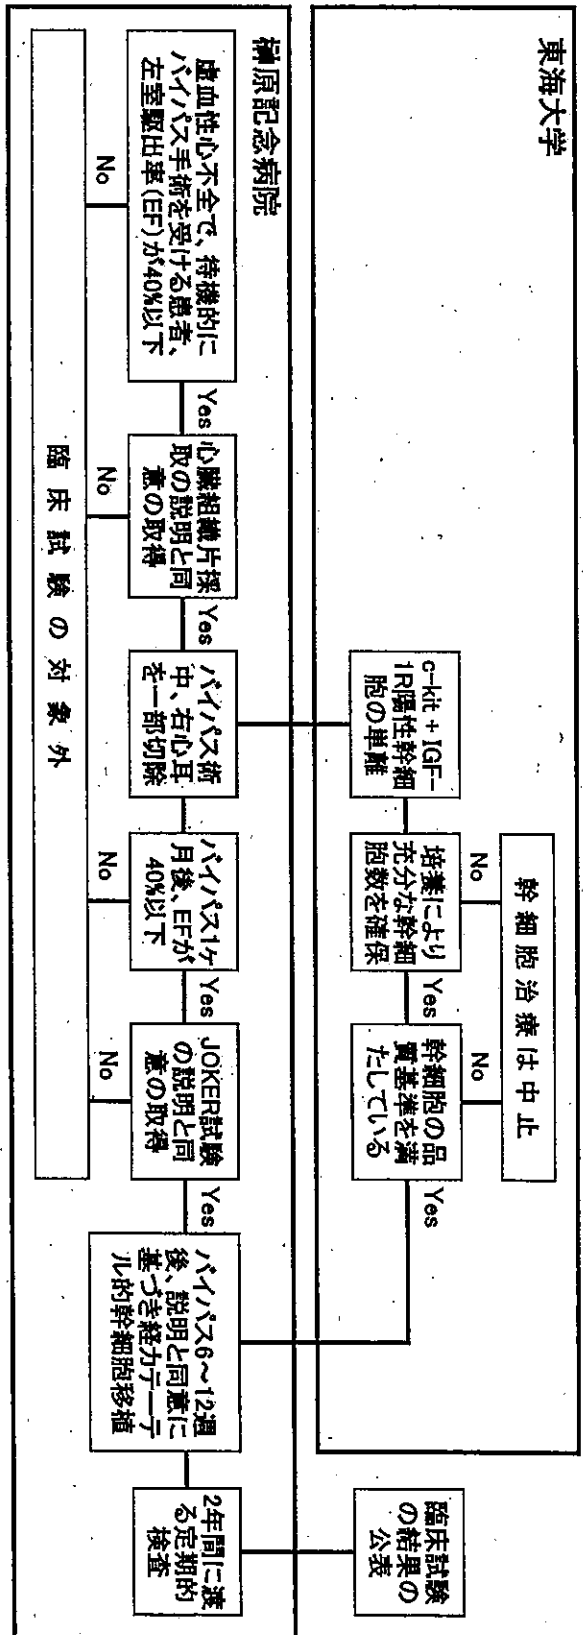 東海大学
幹細胞治療は中止
No
No
c-kit + IGF-
1R陽性幹細
胞の単離
培養により
充分な幹細
胞数を確保
Yes
幹細胞の品
質基準を満
たしている
Yes
臨床試験
の結果の
公表
榊原記念病院
虚血性心不全で、待機的に
バイパス手術を受ける患者、
左室駆出率(EF)が40%以下
Yes
心臓組織片採
取の説明と同
意の取得
Yes
バイパス術
中、右心耳
を一部切除
バイパス1ヶ
月後、EFが
40%以下
Yes
JOKER試験
の説明と同
意の取得
Yes
バイパス6～12週
後、説明と同意に
基づき経カテーテ
ル的幹細胞移植
2年間に渡
る定期的
検査
No
No
No
No
臨床試験の対象外